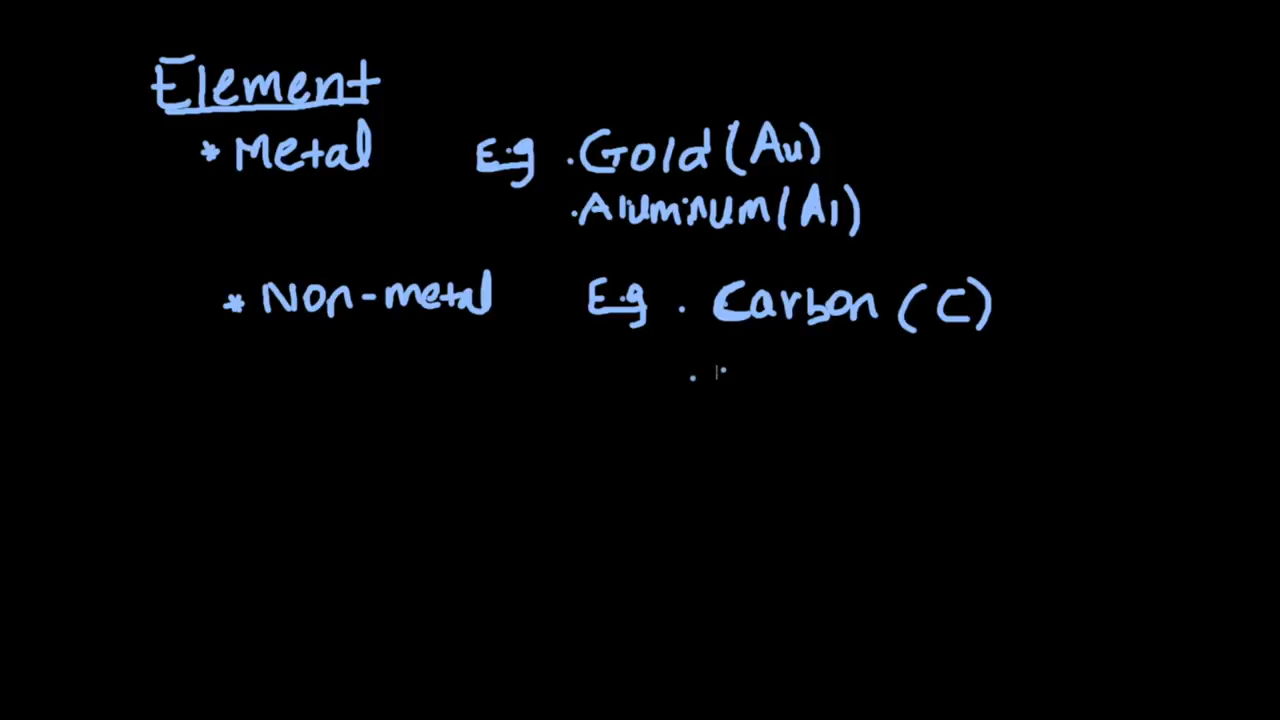 Element
* Metal E.g . Gold (Au)
. Aluminum (Al)
* Non-metal E.g . Carbon (C)
.